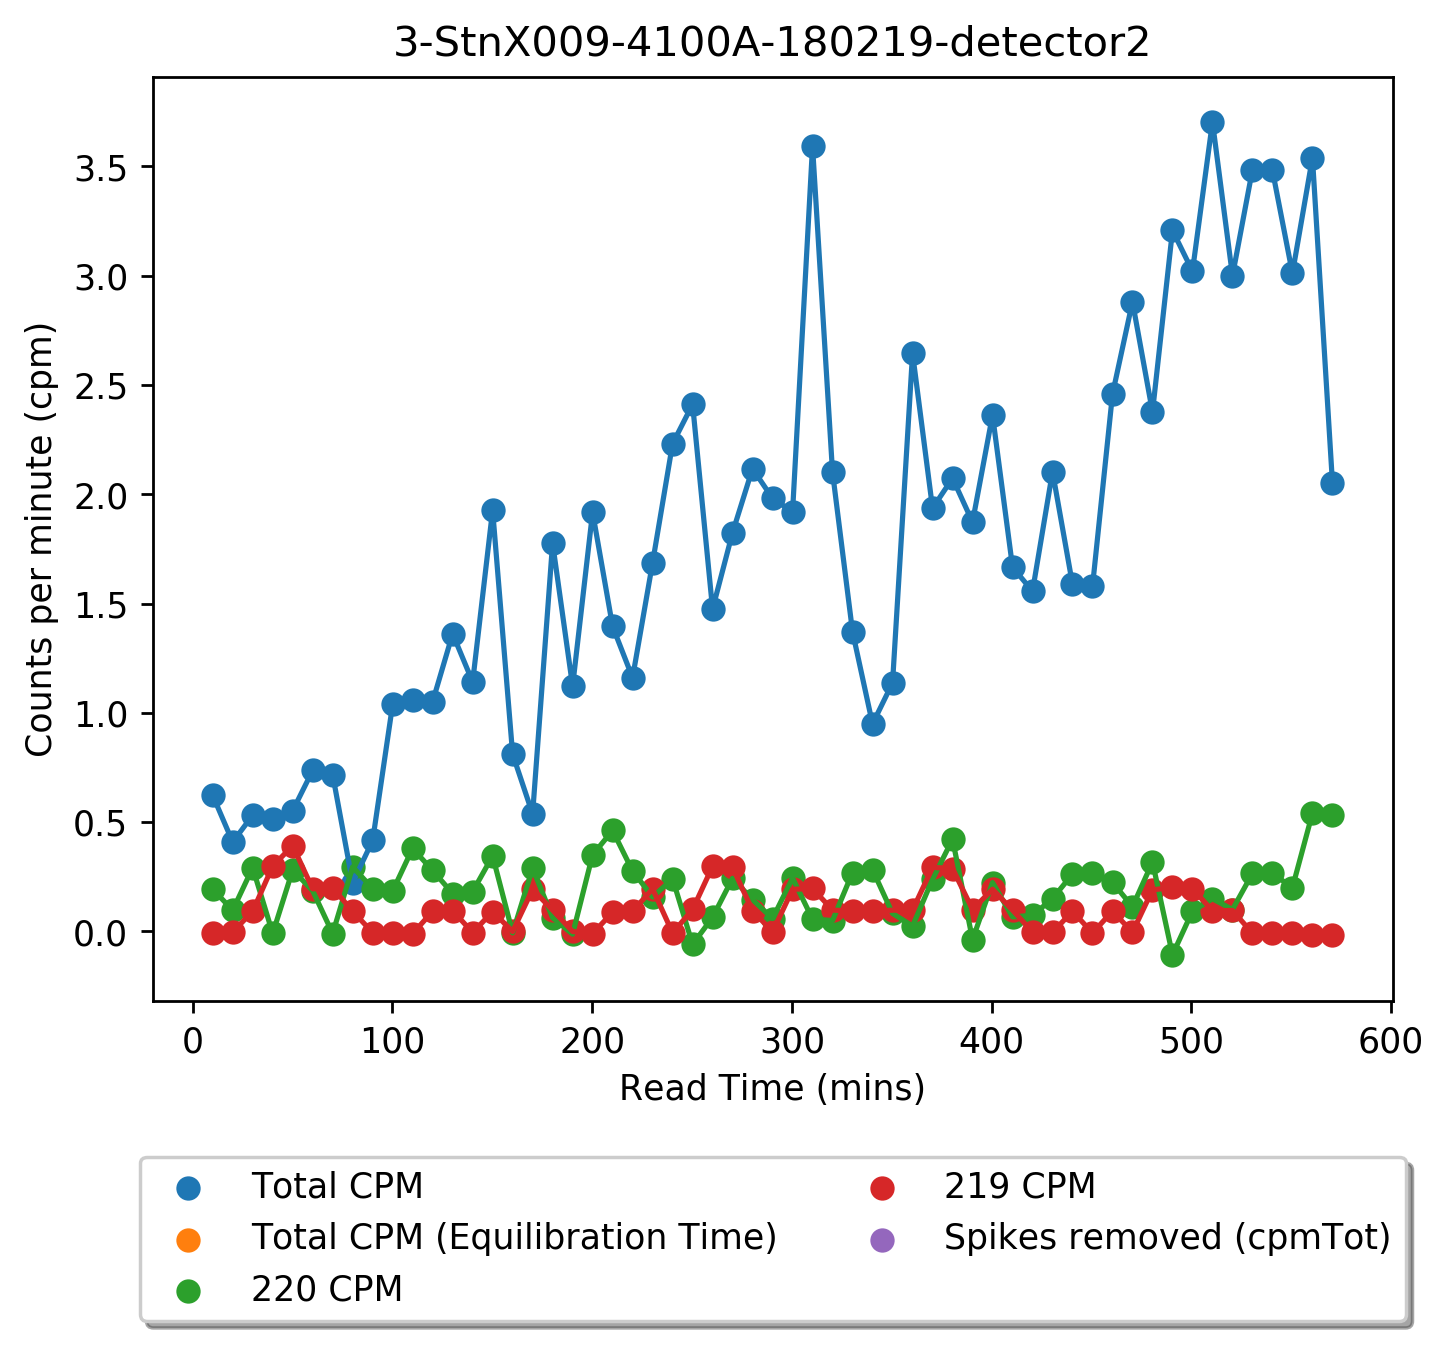 3-StnX009-4100A-180219-detector2
Counts per minute (cpm)
3.5
3.0
2.5
2.0
1.5
1.0
0.5
0.0
0 100 200 300 400 500 600
Read Time (mins)
Total CPM
Total CPM (Equilibration Time)
220 CPM
219 CPM
Spikes removed (cpmTot)